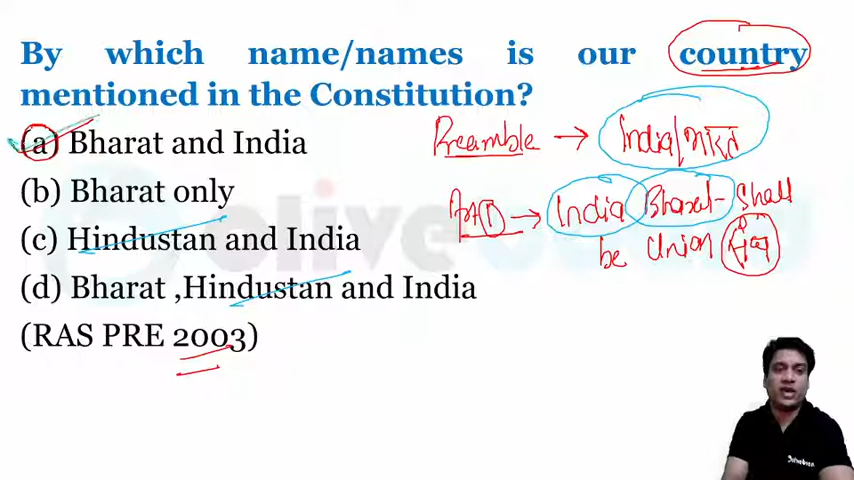 By which name/names is our country
mentioned in the Constitution?
(a) Bharat and India
(b) Bharat only
(c) Hindustan and India
(d) Bharat ,Hindustan and India
(RAS PRE 2003)
Preamble → India/भारत
Art① → India Bharat Shall
be Union संघ